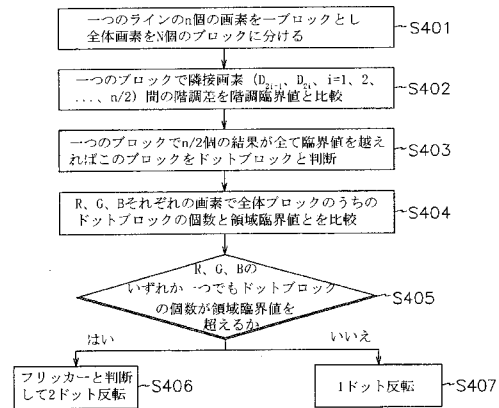 一つのラインのn個の画素を一ブロックとし
全体画素をN個のブロックに分ける
S401
一つのブロックで隣接画素(D2i-1、D2i、i=1、2、
...、n/2)間の階調差を階調臨界値と比較
S402
一つのブロックでn/2個の結果が全て臨界値を越え
ればこのブロックをドットブロックと判断
S403
R、G、Bそれぞれの画素で全体ブロックのうちの
ドットブロックの個数と領域臨界値とを比較
S404
R、G、Bの
いずれか一つでもドットブロック
の個数が領域臨界値を
超えるか
S405
はい
いいえ
フリッカーと判断
して2ドット反転
S406
1ドット反転
S407